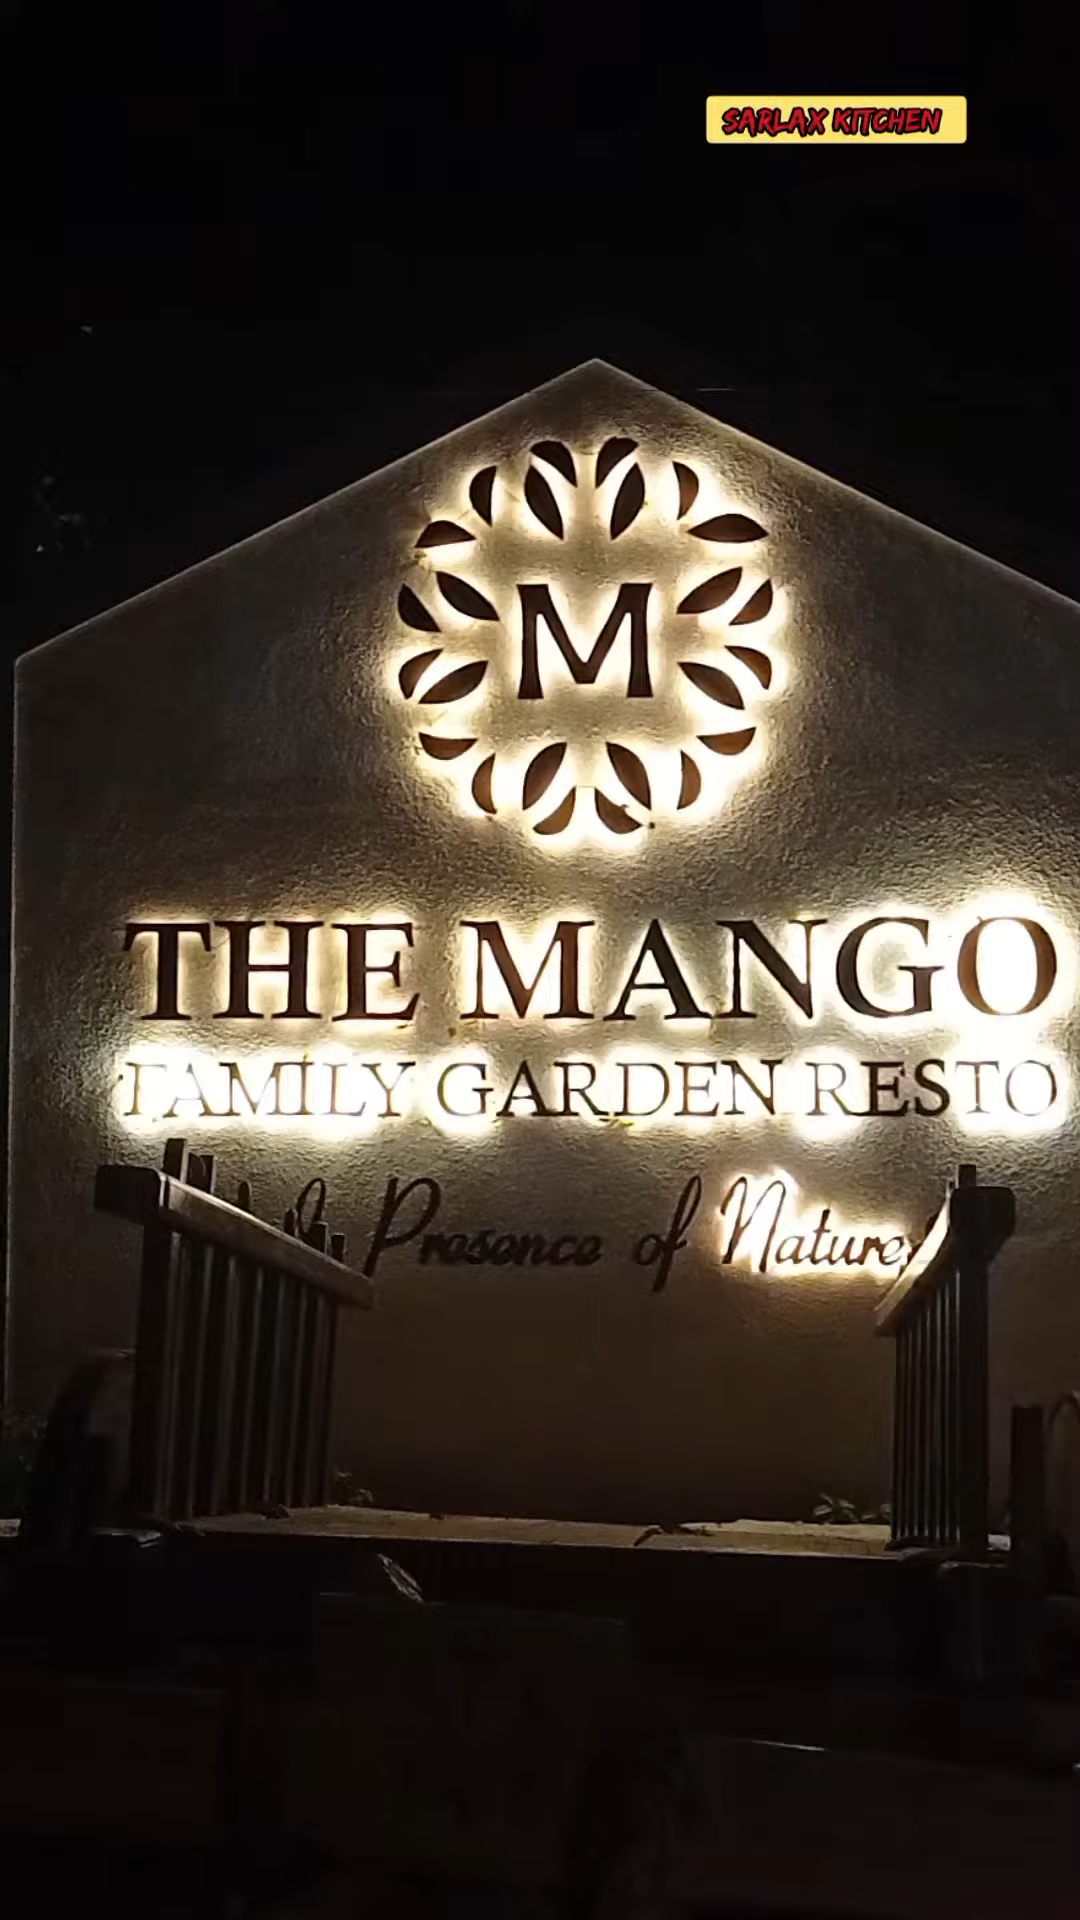 SARLAX KITCHEN
M
THE MANGO
FAMILY GARDEN RESTO
Presence of Nature